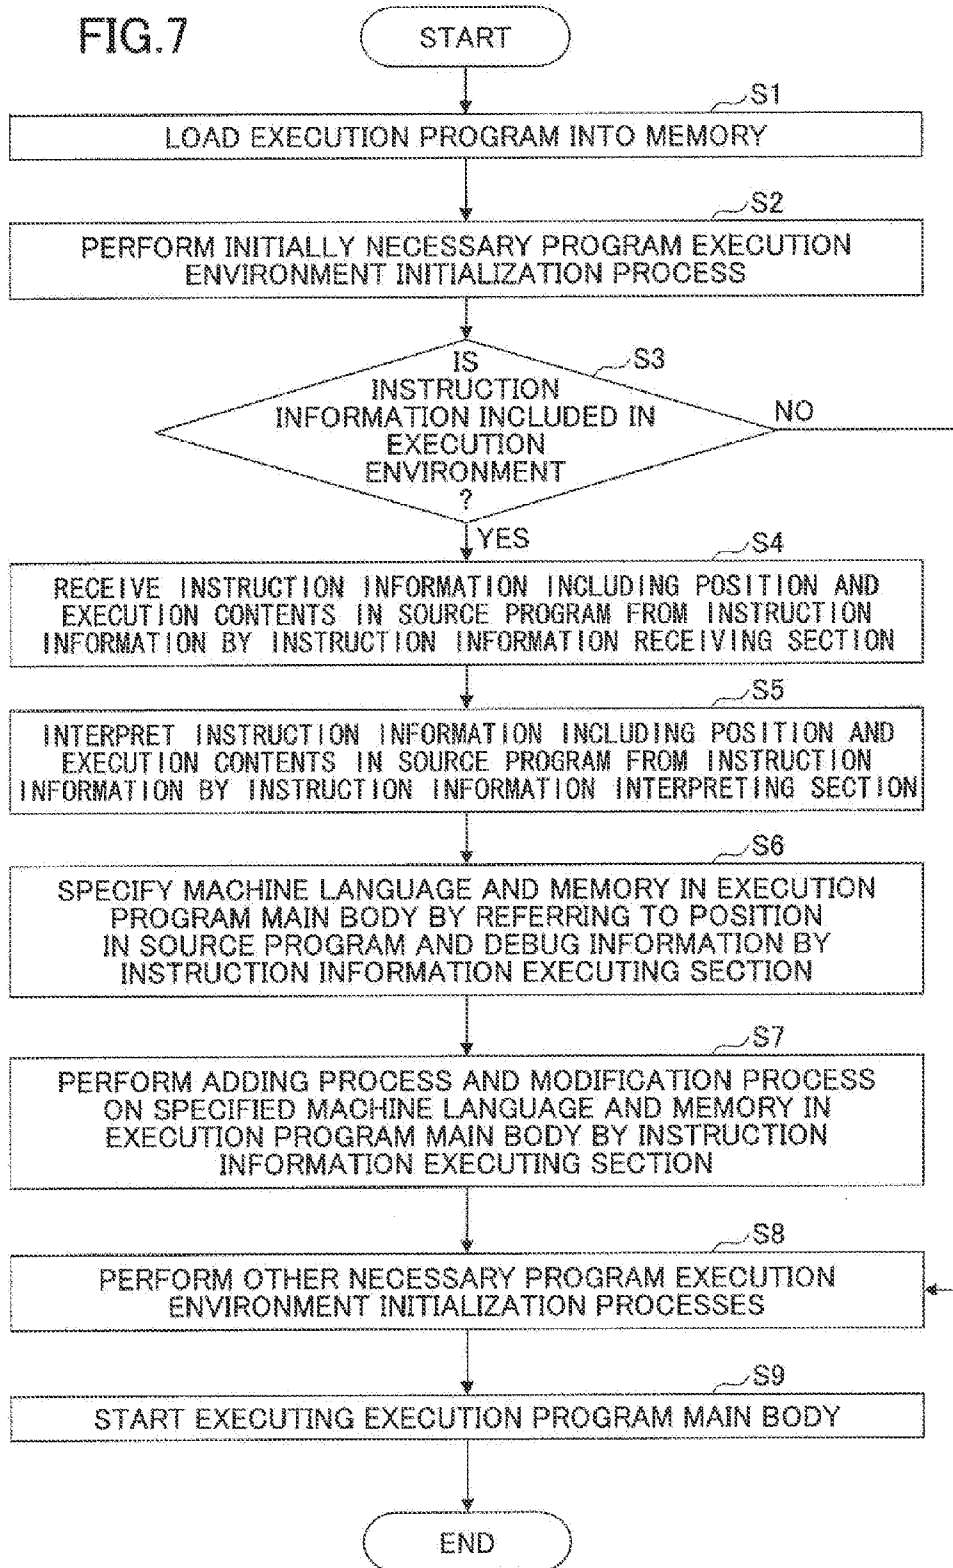 FIG.7
START
S1
LOAD EXECUTION PROGRAM INTO MEMORY
S2
PERFORM INITIALLY NECESSARY PROGRAM EXECUTION
ENVIRONMENT INITIALIZATION PROCESS
S3
IS
INSTRUCTION
INFORMATION INCLUDED IN
EXECUTION
ENVIRONMENT
?
NO
YES
S4
RECEIVE INSTRUCTION INFORMATION INCLUDING POSITION AND
EXECUTION CONTENTS IN SOURCE PROGRAM FROM INSTRUCTION
INFORMATION BY INSTRUCTION INFORMATION RECEIVING SECTION
S5
INTERPRET INSTRUCTION INFORMATION INCLUDING POSITION AND
EXECUTION CONTENTS IN SOURCE PROGRAM FROM INSTRUCTION
INFORMATION BY INSTRUCTION INFORMATION INTERPRETING SECTION
S6
SPECIFY MACHINE LANGUAGE AND MEMORY IN EXECUTION
PROGRAM MAIN BODY BY REFERRING TO POSITION
IN SOURCE PROGRAM AND DEBUG INFORMATION BY
INSTRUCTION INFORMATION EXECUTING SECTION
S7
PERFORM ADDING PROCESS AND MODIFICATION PROCESS
ON SPECIFIED MACHINE LANGUAGE AND MEMORY IN
EXECUTION PROGRAM MAIN BODY BY INSTRUCTION
INFORMATION EXECUTING SECTION
S8
PERFORM OTHER NECESSARY PROGRAM EXECUTION
ENVIRONMENT INITIALIZATION PROCESSES
S9
START EXECUTING EXECUTION PROGRAM MAIN BODY
END